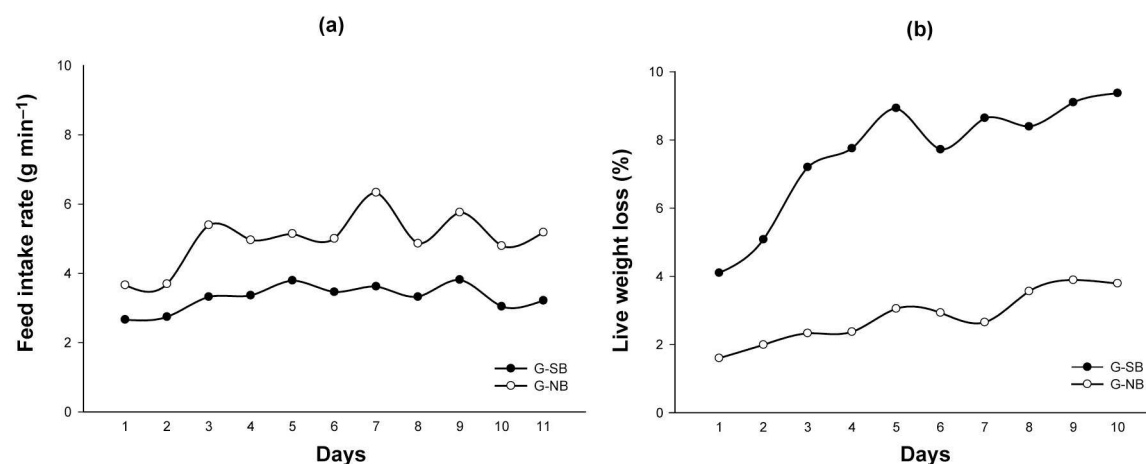 (a)
Feed intake rate (g min⁻¹)
10
8
6
4
2
0
1 2 3 4 5 6 7 8 9 10 11
Days
G-SB
G-NB
(b)
Live weight loss (%)
10
8
6
4
2
0
1 2 3 4 5 6 7 8 9 10
Days
G-SB
G-NB